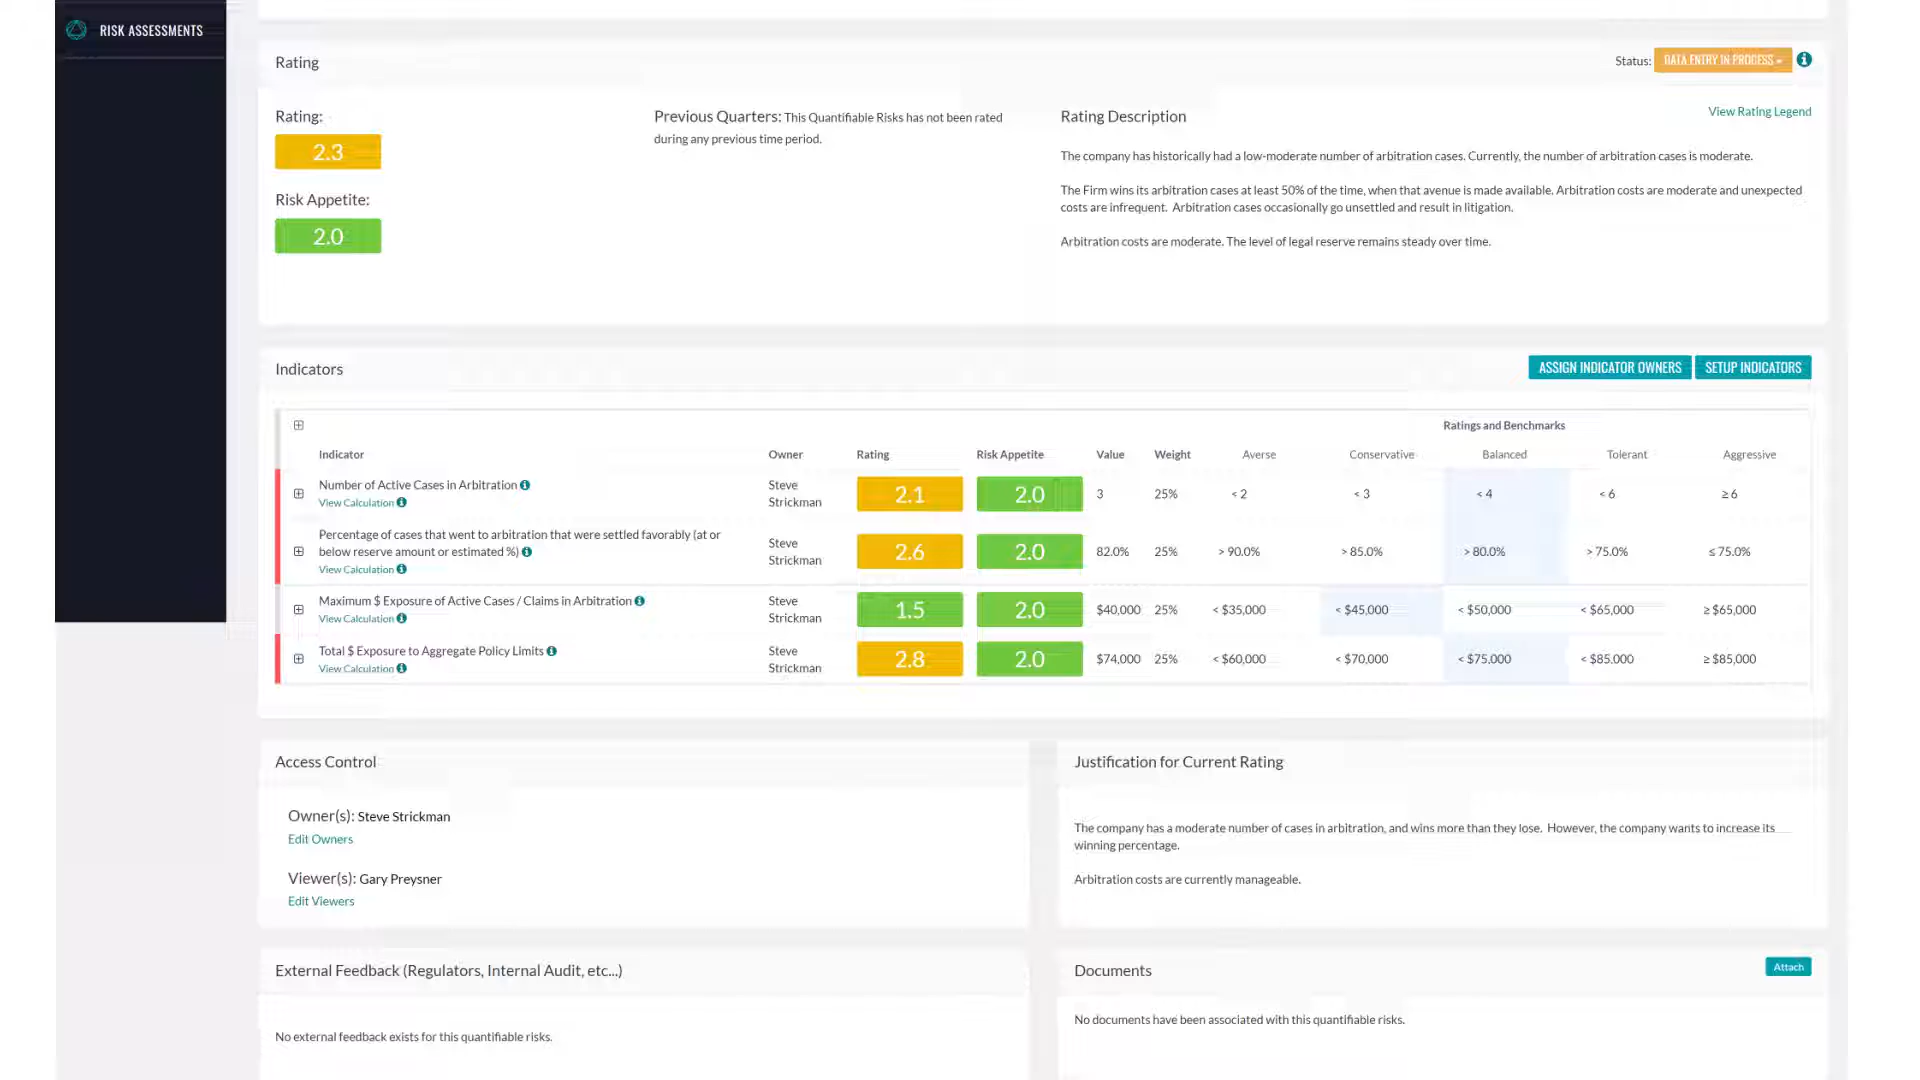 RISK ASSESSMENTS
Rating
Status: DATA ENTRY IN PROGESS
Rating:
2.3
Risk Appetite:
2.0
Previous Quarters: This Quantifiable Risks has not been rated
during any previous time period.
Rating Description
View Rating Legend
The company has historically had a low-moderate number of arbitration cases. Currently, the number of arbitration cases is moderate.
The Firm wins its arbitration cases at least 50% of the time, when that avenue is made available. Arbitration costs are moderate and unexpected
costs are infrequent. Arbitration cases occasionally go unsettled and result in litigation.
Arbitration costs are moderate. The level of legal reserve remains steady over time.
Indicators
ASSIGN INDICATOR OWNERS SETUP INDICATORS
Ratings and Benchmarks
Indicator Owner Rating Risk Appetite Value Weight Averse Conservative Balanced Tolerant Aggressive
Number of Active Cases in Arbitration
View Calculation
Steve
Strickman
2.1 2.0 3 25% < 2 < 3 < 4 < 6 ≥ 6
Percentage of cases that went to arbitration that were settled favorably (at or
below reserve amount or estimated %)
View Calculation
Steve
Strickman
2.6 2.0 82.0% 25% > 90.0% > 85.0% > 80.0% > 75.0% ≤ 75.0%
Maximum $ Exposure of Active Cases / Claims in Arbitration
View Calculation
Steve
Strickman
1.5 2.0 $40,000 25% < $35,000 < $45,000 < $50,000 < $65,000 ≥ $65,000
Total $ Exposure to Aggregate Policy Limits
View Calculation
Steve
Strickman
2.8 2.0 $74,000 25% < $60,000 < $70,000 < $75,000 < $85,000 ≥ $85,000
Access Control
Owner(s): Steve Strickman
Edit Owners
Viewer(s): Gary Preysner
Edit Viewers
Justification for Current Rating
The company has a moderate number of cases in arbitration, and wins more than they lose. However, the company wants to increase its
winning percentage.
Arbitration costs are currently manageable.
External Feedback (Regulators, Internal Audit, etc...)
No external feedback exists for this quantifiable risks.
Documents
Attach
No documents have been associated with this quantifiable risks.